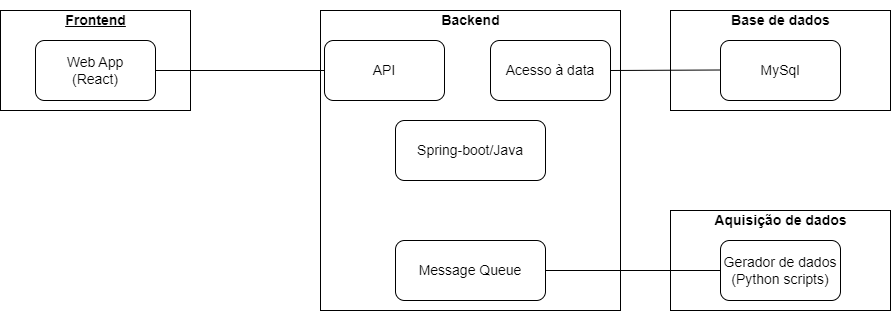 Frontend
Web App
(React)
Backend
API
Acesso à data
Spring-boot/Java
Message Queue
Base de dados
MySql
Aquisição de dados
Gerador de dados
(Python scripts)